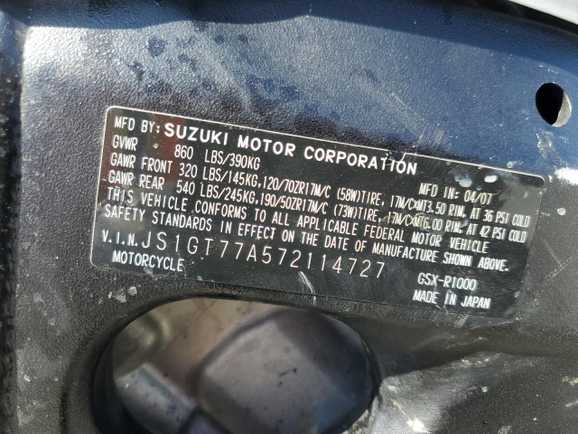 MFD BY: SUZUKI MOTOR CORPORATION
GVWR 860 LBS/390KG MFD IN: 04/07
GAWR FRONT 320 LBS/145KG,120/70ZR17M/C (58W)TIRE, 17M/C×MT3.50 RIM, AT 36 PSI COLD
GAWR REAR 540 LBS/245KG,190/50ZR17M/C (73W)TIRE, 17M/C×MT6.00 RIM, AT 42 PSI COLD
THIS VEHICLE CONFORMS TO ALL APPLICABLE FEDERAL MOTOR VEHICLE
SAFETY STANDARDS IN EFFECT ON THE DATE OF MANUFACTURE SHOWN ABOVE.
V.I.N. JS1GT77A572114727 GSX-R1000
MOTORCYCLE MADE IN JAPAN